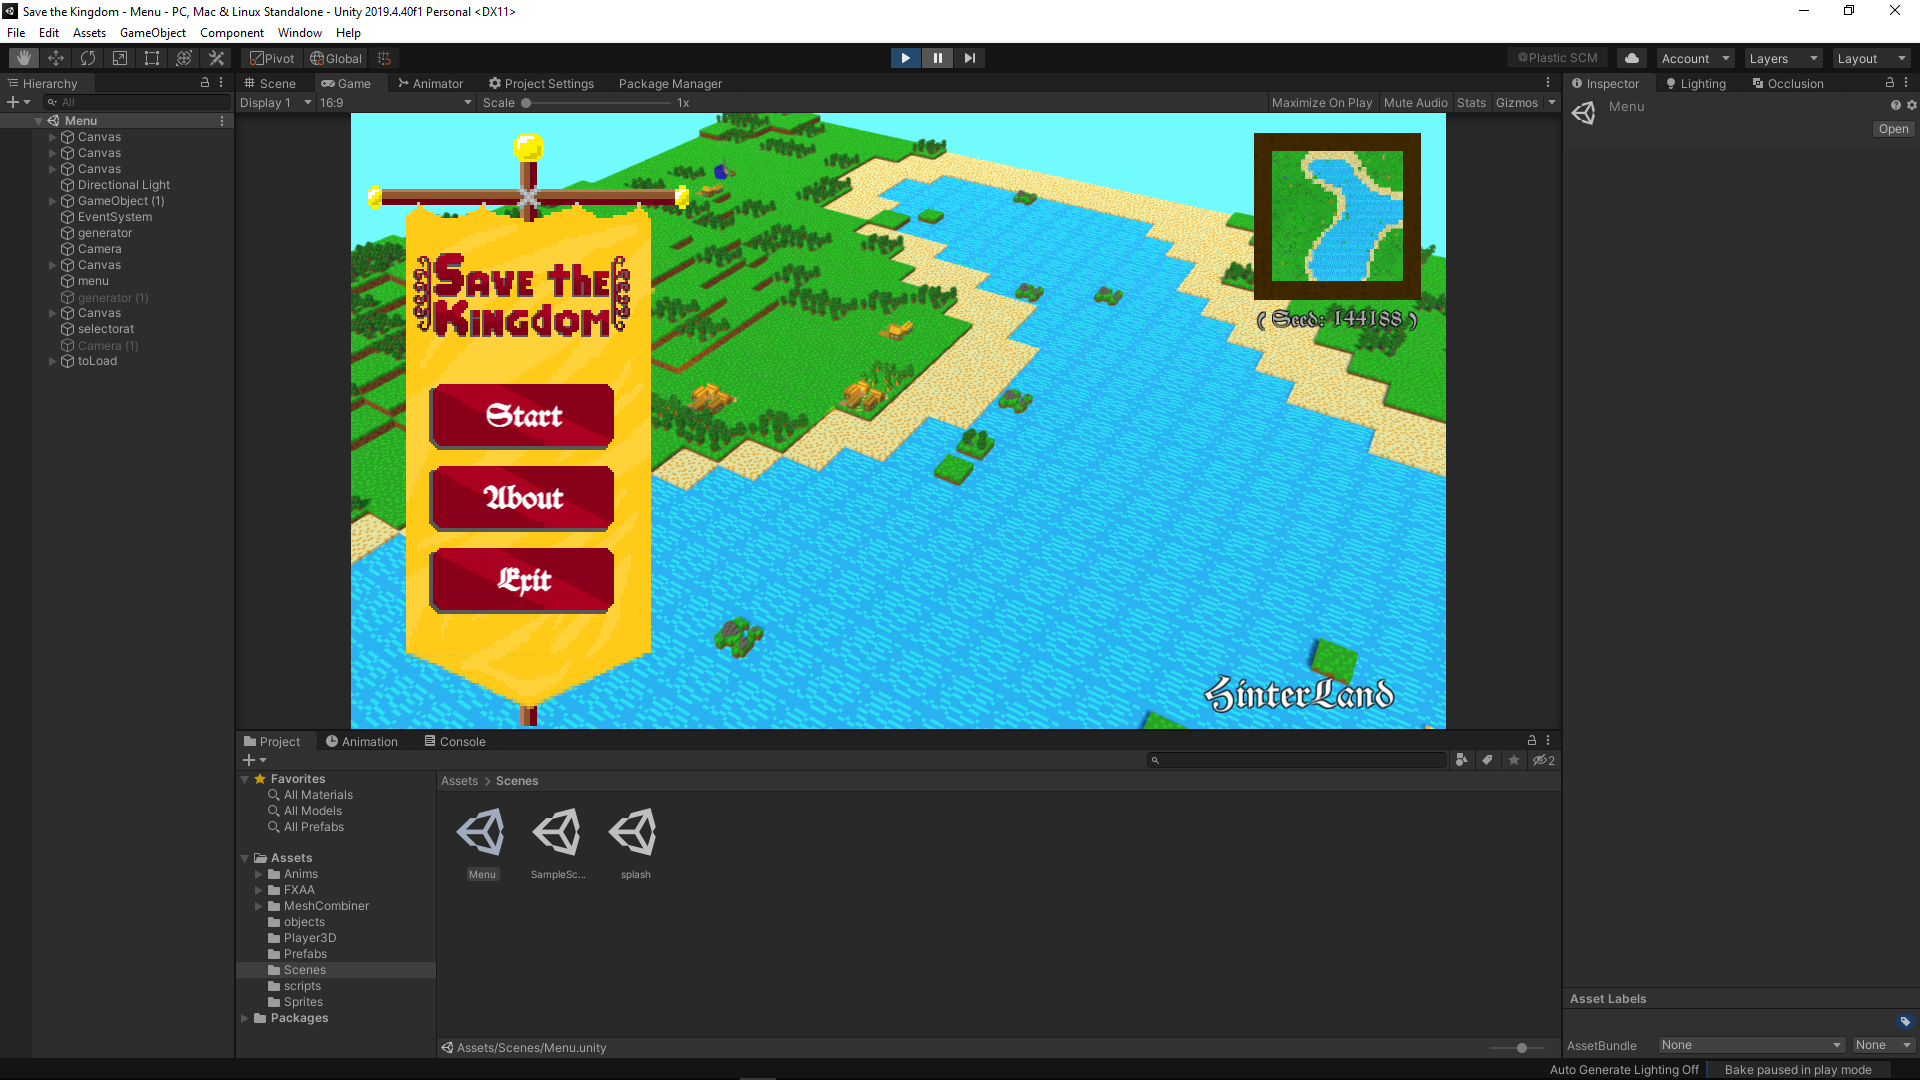 Save the Kingdom - Menu - PC, Mac & Linux Standalone - Unity 2019.4.40f1 Personal <DX11>
File Edit Assets GameObject Component Window Help
Pivot Global Plastic SCM Account Layers Layout
Hierarchy
All
Menu
Canvas
Canvas
Canvas
Directional Light
GameObject (1)
EventSystem
generator
Camera
Canvas
menu
generator (1)
Canvas
selectorat
Camera (1)
toLoad
Scene Game Animator Project Settings Package Manager
Display 1 16:9 Scale 1x Maximize On Play Mute Audio Stats Gizmos
Save the
Kingdom
Start
About
Exit
( Seed: 144188 )
HinterLand
Inspector Lighting Occlusion
Menu
Open
Project Animation Console
2
Favorites
All Materials
All Models
All Prefabs
Assets
Anims
FXAA
MeshCombiner
objects
Player3D
Prefabs
Scenes
scripts
Sprites
Packages
Assets > Scenes
Menu SampleSc... splash
Assets/Scenes/Menu.unity
Asset Labels
AssetBundle None None
Auto Generate Lighting Off Bake paused in play mode